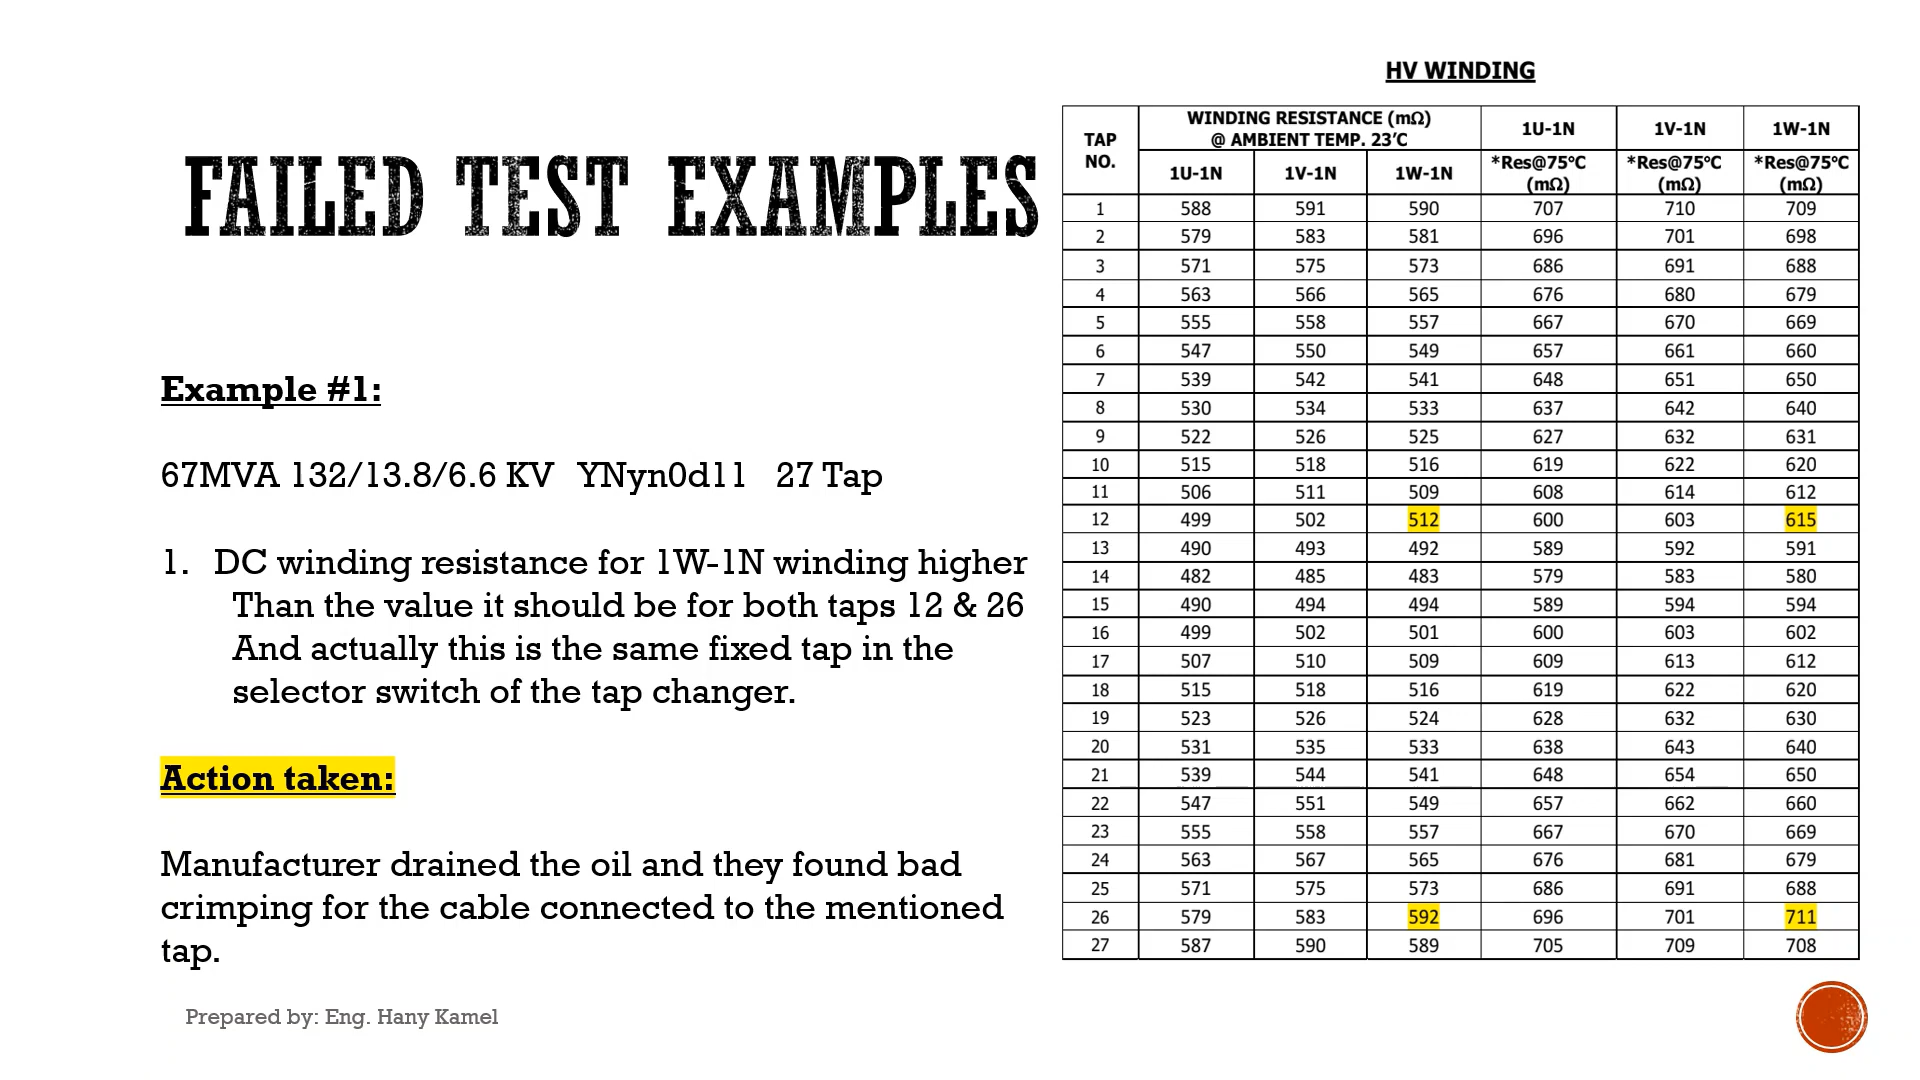 FAILED TEST EXAMPLES
Example #1:
67MVA 132/13.8/6.6 KV YNyn0d11 27 Tap
1. DC winding resistance for 1W-1N winding higher
Than the value it should be for both taps 12 & 26
And actually this is the same fixed tap in the
selector switch of the tap changer.
Action taken:
Manufacturer drained the oil and they found bad
crimping for the cable connected to the mentioned
tap.
Prepared by: Eng. Hany Kamel
HV WINDING
TAP NO. WINDING RESISTANCE (mΩ) @ AMBIENT TEMP. 23'C 1U-1N 1V-1N 1W-1N
1U-1N 1V-1N 1W-1N *Res@75°C (mΩ) *Res@75°C (mΩ) *Res@75°C (mΩ)
1 588 591 590 707 710 709
2 579 583 581 696 701 698
3 571 575 573 686 691 688
4 563 566 565 676 680 679
5 555 558 557 667 670 669
6 547 550 549 657 661 660
7 539 542 541 648 651 650
8 530 534 533 637 642 640
9 522 526 525 627 632 631
10 515 518 516 619 622 620
11 506 511 509 608 614 612
12 499 502 512 600 603 615
13 490 493 492 589 592 591
14 482 485 483 579 583 580
15 490 494 494 589 594 594
16 499 502 501 600 603 602
17 507 510 509 609 613 612
18 515 518 516 619 622 620
19 523 526 524 628 632 630
20 531 535 533 638 643 640
21 539 544 541 648 654 650
22 547 551 549 657 662 660
23 555 558 557 667 670 669
24 563 567 565 676 681 679
25 571 575 573 686 691 688
26 579 583 592 696 701 711
27 587 590 589 705 709 708